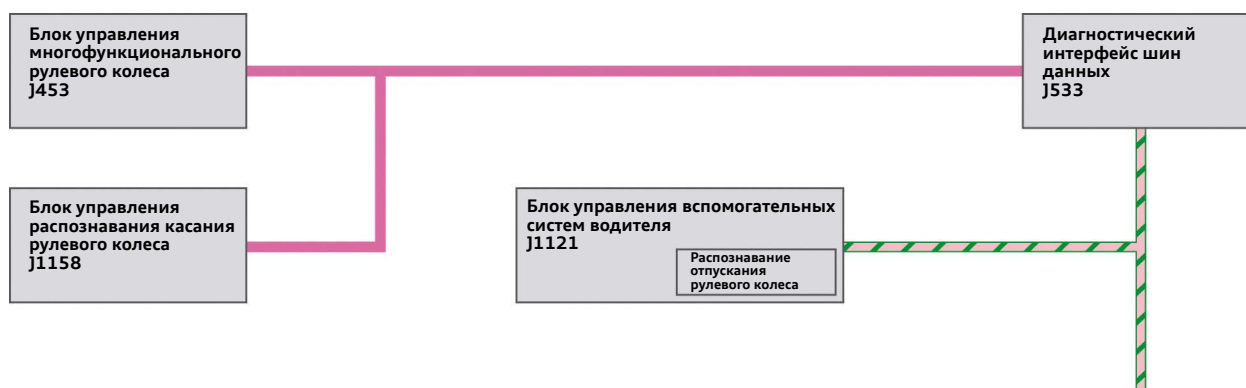 Блок управления
многофункционального
рулевого колеса
J453
Диагностический
интерфейс шин
данных
J533
Блок управления
распознавания касания
рулевого колеса
J1158
Блок управления вспомогательных
систем водителя
J1121
Распознавание
отпускания
рулевого колеса